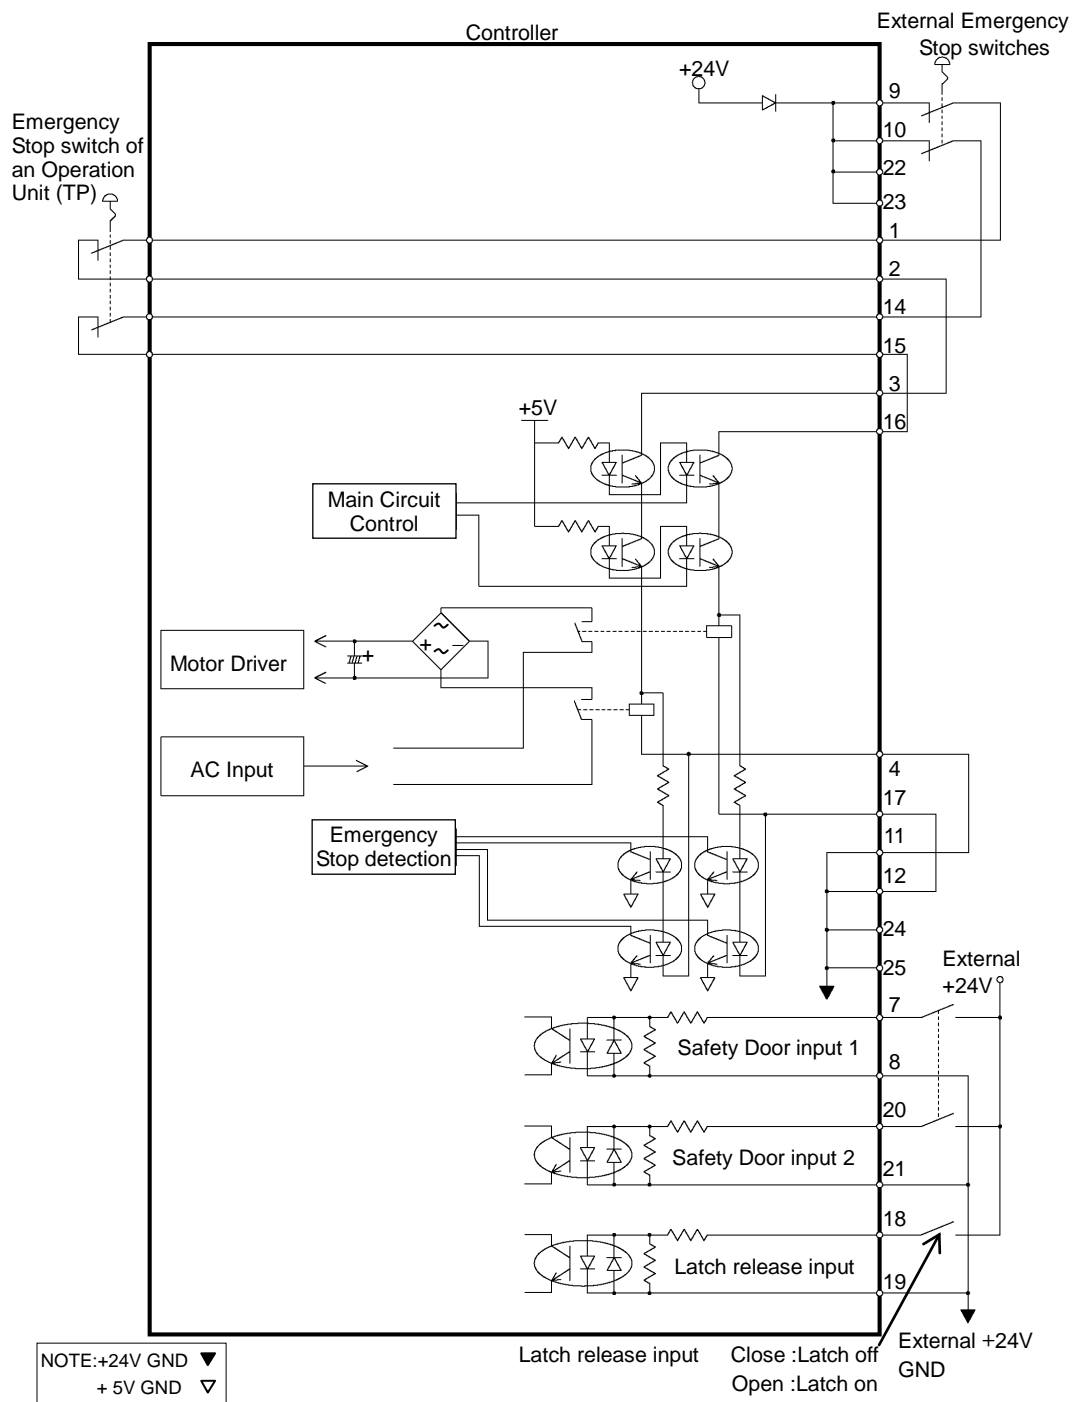 Controller
External Emergency
Stop switches
+24V
9
10
22
23
Emergency
Stop switch of
an Operation
Unit (TP)
1
2
14
15
3
16
+5V
Main Circuit
Control
Motor Driver
+
~
~
−
+
AC Input
4
17
11
12
24
25
Emergency
Stop detection
External
+24V
7
Safety Door input 1
8
20
Safety Door input 2
21
18
Latch release input
19
NOTE:+24V GND ▼
+ 5V GND ▽
Latch release input
Close :Latch off
Open :Latch on
External +24V
GND